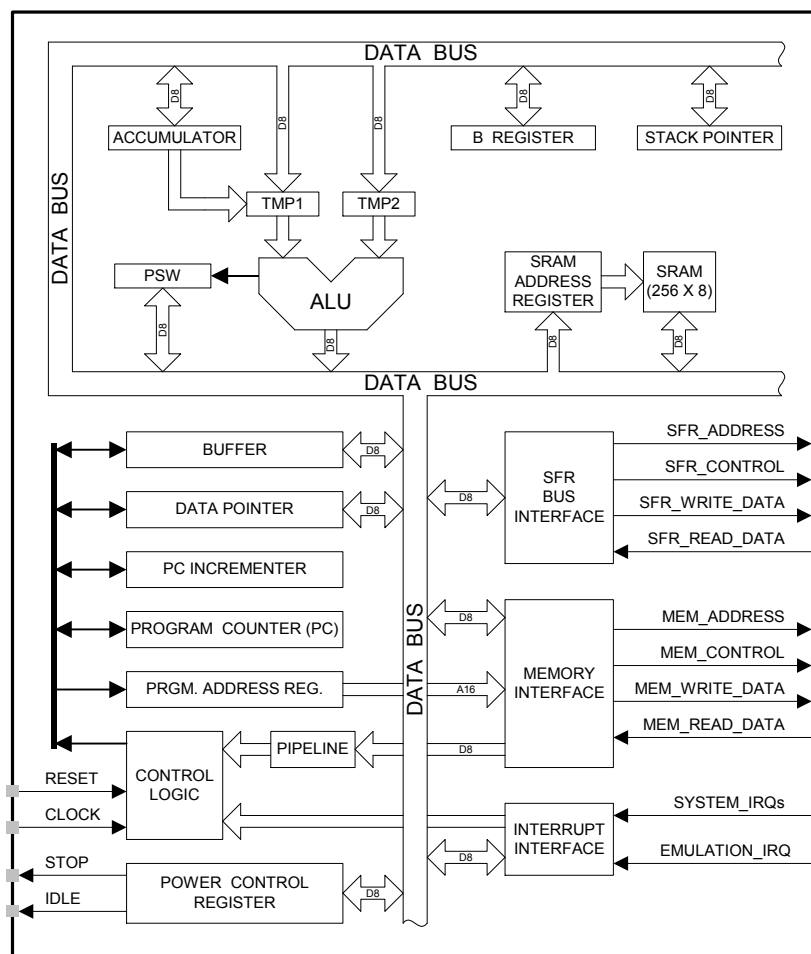 DATA BUS
D8
D8
D8
D8
D8
ACCUMULATOR
B REGISTER
STACK POINTER
DATA BUS
TMP1
TMP2
PSW
ALU
SRAM
ADDRESS
REGISTER
SRAM
(256 X 8)
D8
D8
D8
D8
DATA BUS
BUFFER
D8
SFR_ADDRESS
DATA POINTER
D8
D8
SFR
BUS
INTERFACE
SFR_CONTROL
SFR_WRITE_DATA
SFR_READ_DATA
PC INCREMENTER
PROGRAM COUNTER (PC)
DATA BUS
D8
MEM_ADDRESS
MEMORY
INTERFACE
MEM_CONTROL
PRGM. ADDRESS REG.
A16
MEM_WRITE_DATA
MEM_READ_DATA
PIPELINE
D8
RESET
CONTROL
LOGIC
CLOCK
SYSTEM_IRQs
INTERRUPT
INTERFACE
D8
EMULATION_IRQ
STOP
POWER CONTROL
REGISTER
D8
IDLE